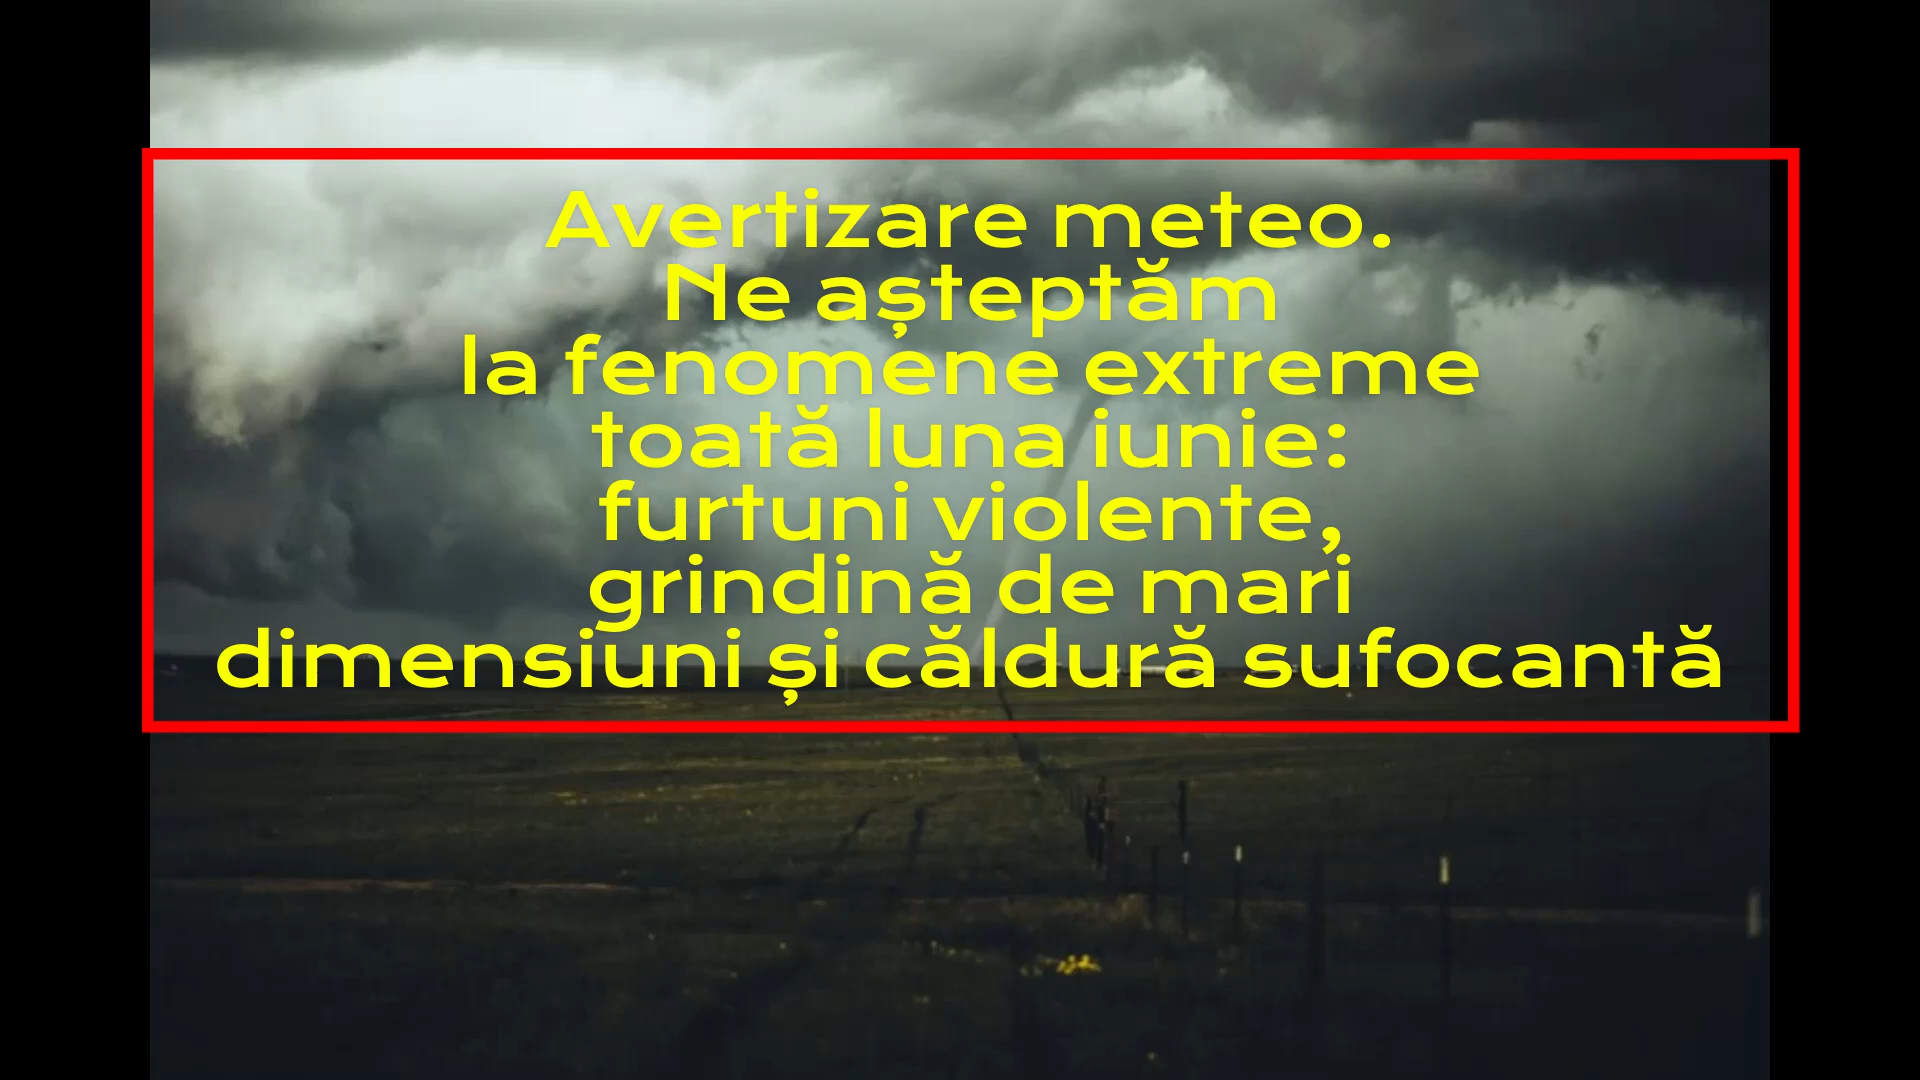 Avertizare meteo.
Ne așteptăm
la fenomene extreme
toată luna iunie:
furtuni violente,
grindină de mari
dimensiuni și căldură sufocantă